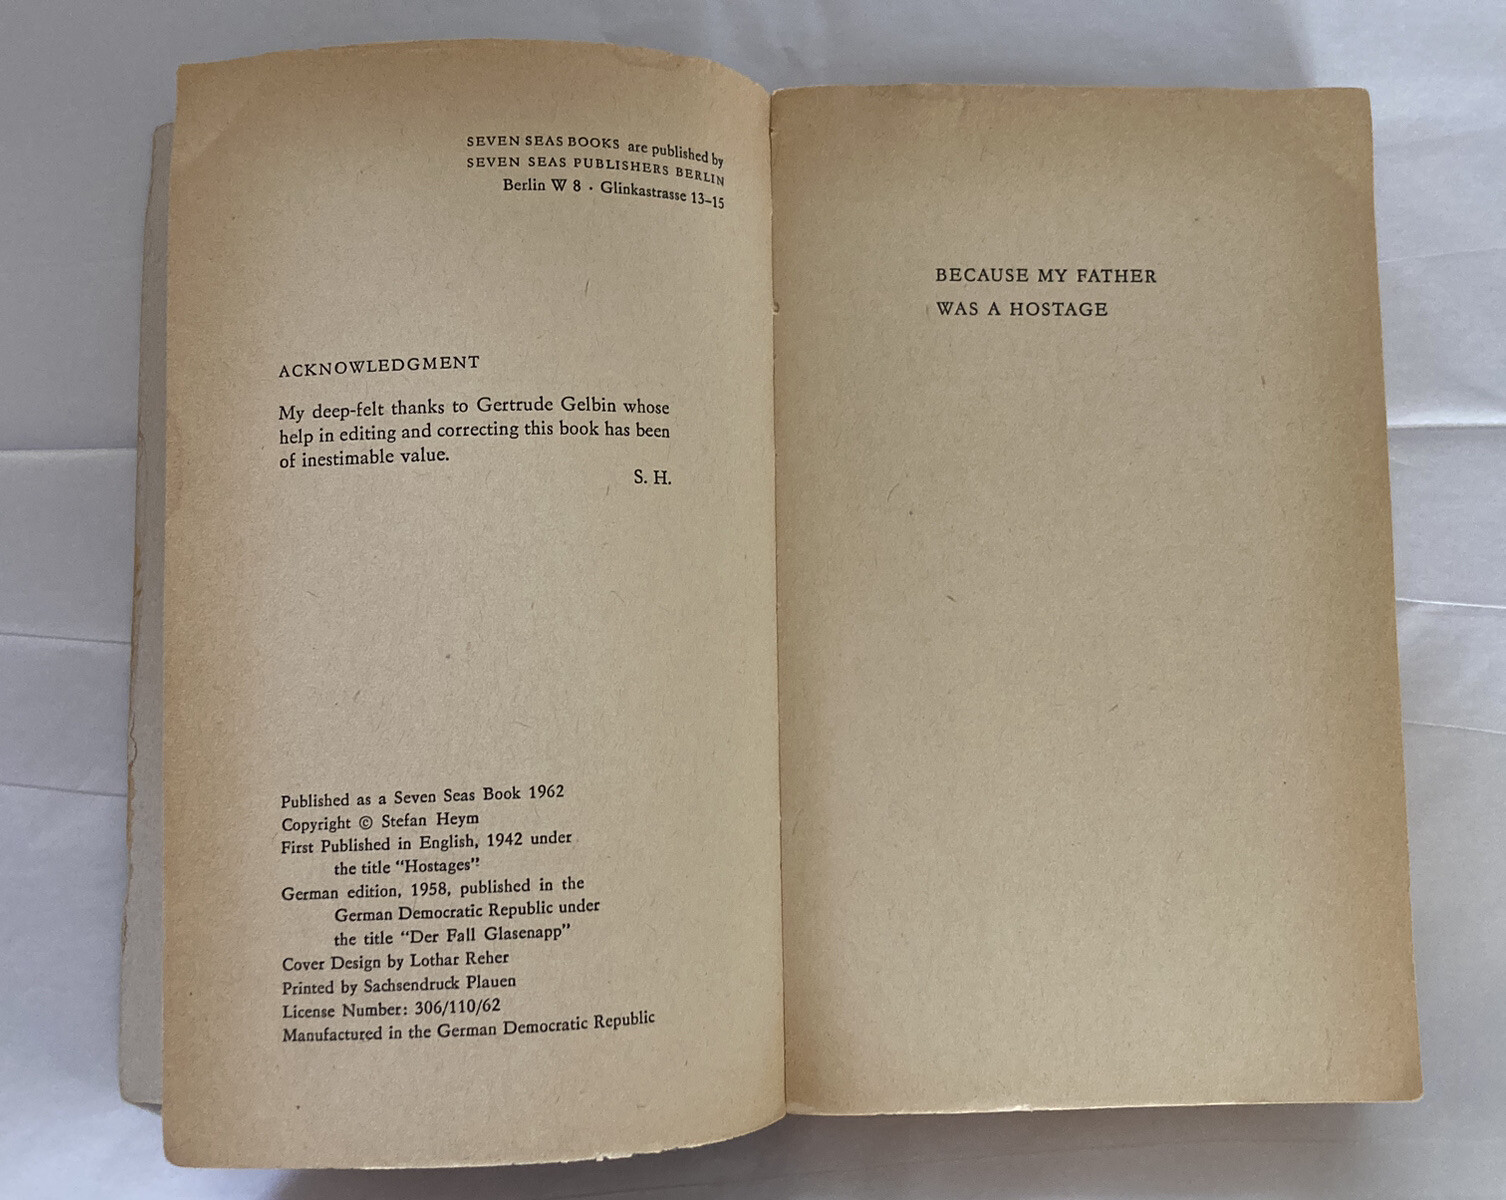 SEVEN SEAS BOOKS are published by
SEVEN SEAS PUBLISHERS BERLIN
Berlin W 8 · Glinkastrasse 13–15
ACKNOWLEDGMENT
My deep-felt thanks to Gertrude Gelbin whose
help in editing and correcting this book has been
of inestimable value.
S. H.
Published as a Seven Seas Book 1962
Copyright © Stefan Heym
First Published in English, 1942 under
the title “Hostages”
German edition, 1958, published in the
German Democratic Republic under
the title “Der Fall Glasenapp”
Cover Design by Lothar Reher
Printed by Sachsendruck Plauen
License Number: 306/110/62
Manufactured in the German Democratic Republic
BECAUSE MY FATHER
WAS A HOSTAGE